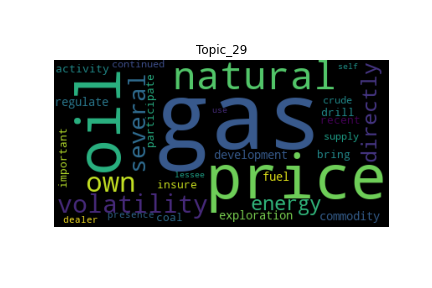 Topic_29
activity
continued
self
natural
oil
several
participate
gas
directly
regulate
crude
drill
recent
use
supply
important
development
bring
price
lessee
own
insure
fuel
energy
volatility
presence
coal
exploration
commodity
dealer